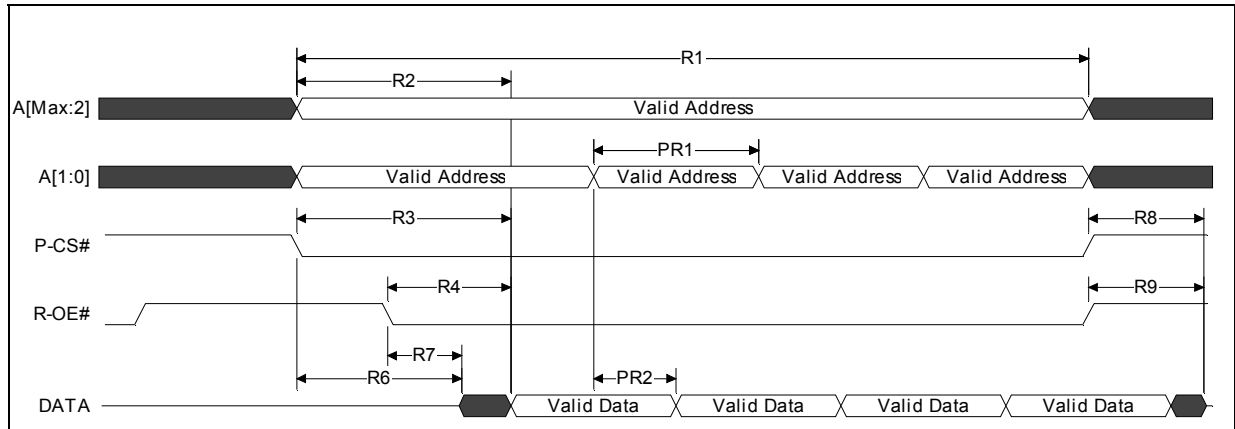 R1
R2
A[Max:2] Valid Address
PR1
A[1:0] Valid Address Valid Address Valid Address Valid Address
R3 R8
P-CS#
R4 R9
R-OE#
R7
R6 PR2
DATA Valid Data Valid Data Valid Data Valid Data